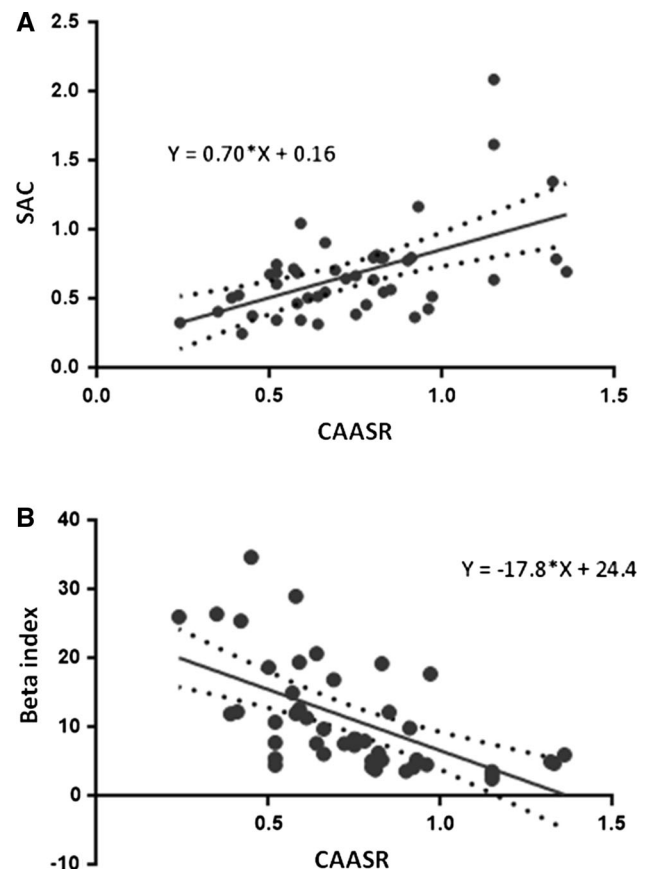 A
2.5
2.0
Y = 0.70*X + 0.16
1.5
SAC
1.0
0.5
0.0
0.0 0.5 1.0 1.5
CAASR
B
40
Y = -17.8*X + 24.4
30
Beta index
20
10
0
0.5 1.0 1.5
-10
CAASR